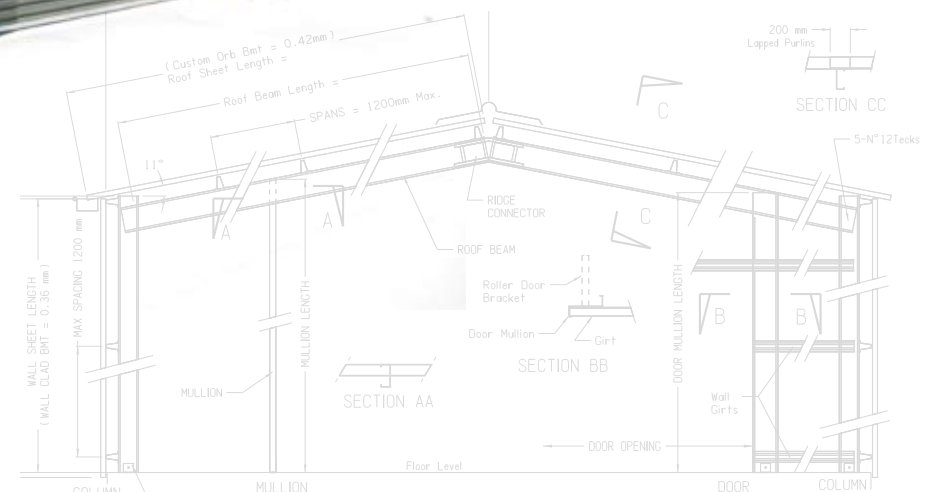 200 mm
Lapped Purlins
SECTION CC
(Custom Orb Bmt = 0.42mm)
Roof Sheet Length =
Roof Beam Length =
SPANS = 1200mm Max.
C
5-N°12Tecks
11°
RIDGE
CONNECTOR
A
A
C
ROOF BEAM
WALL SHEET LENGTH
(WALL CLAD BMT = 0.36 mm)
MAX SPACING 1200 mm
MULLION LENGTH
Roller Door
Bracket
Door Mullion
Girt
SECTION BB
DOOR MULLION LENGTH
B
B
MULLION
SECTION AA
Wall
Girts
DOOR OPENING
Floor Level
COLUMN
MULLION
DOOR
COLUMN